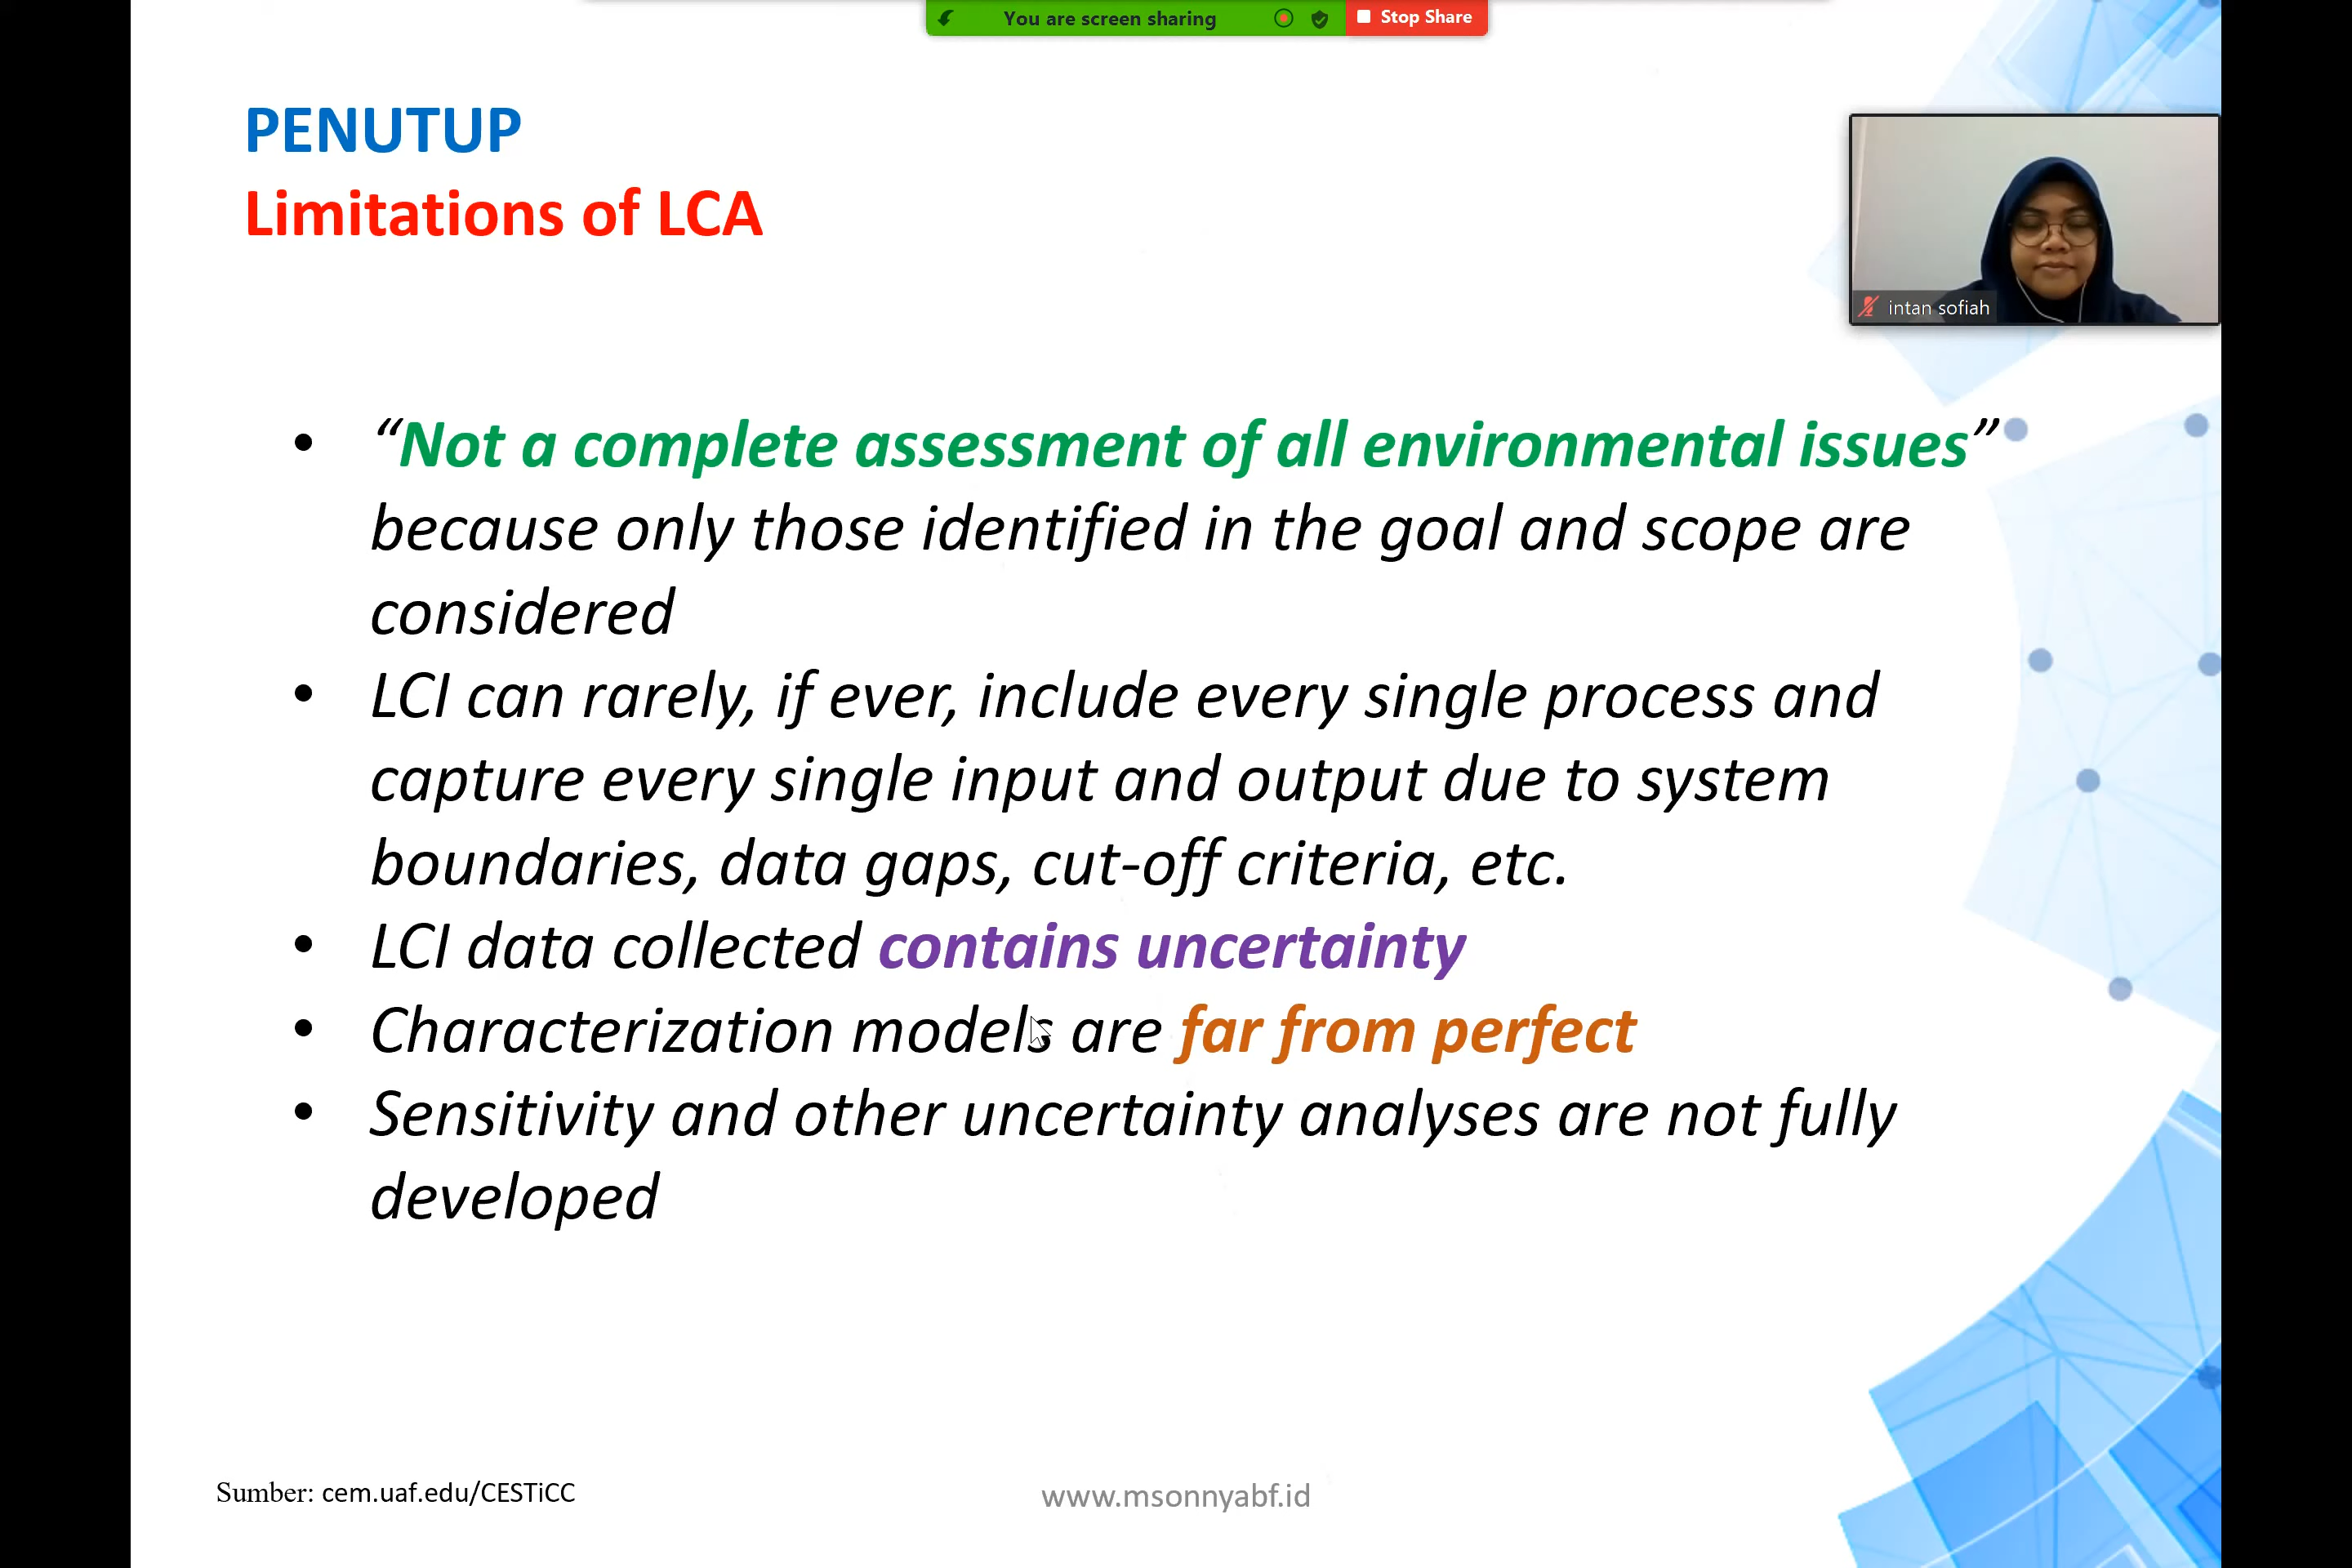 You are screen sharing
Stop Share
PENUTUP
Limitations of LCA
intan sofiah
• “Not a complete assessment of all environmental issues”
because only those identified in the goal and scope are
considered
• LCI can rarely, if ever, include every single process and
capture every single input and output due to system
boundaries, data gaps, cut-off criteria, etc.
• LCI data collected contains uncertainty
• Characterization models are far from perfect
• Sensitivity and other uncertainty analyses are not fully
developed
Sumber: cem.uaf.edu/CESTiCC
www.msonnyabf.id